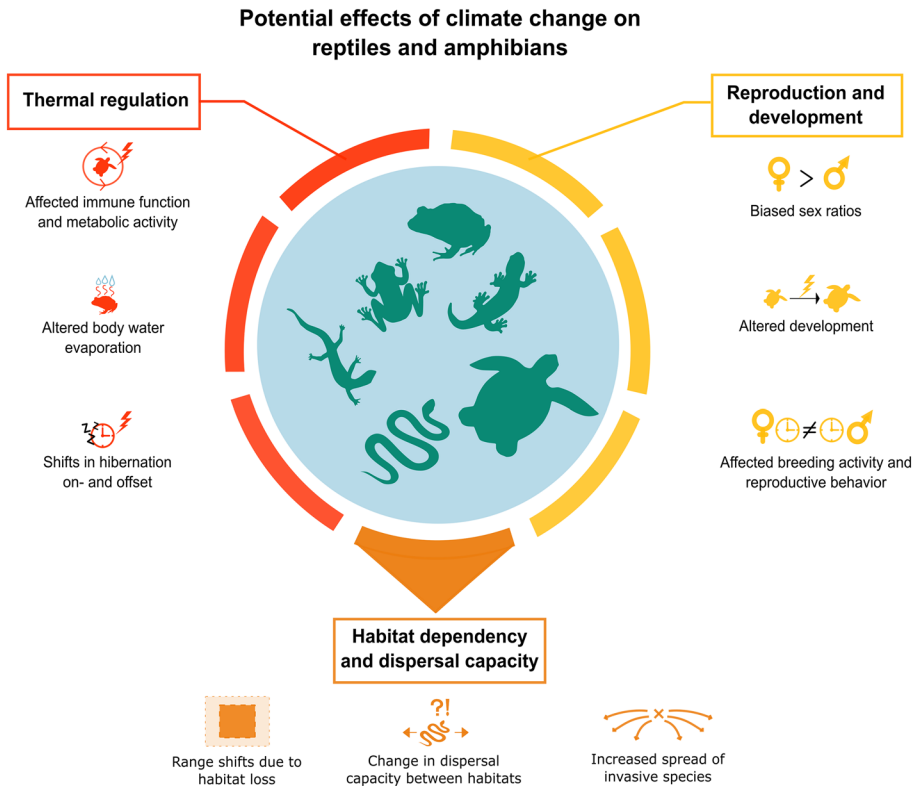 Potential effects of climate change on
reptiles and amphibians
Thermal regulation
Affected immune function
and metabolic activity
Altered body water
evaporation
z
z
z
Shifts in hibernation
on- and offset
Reproduction and
development
>
Biased sex ratios
Altered development
≠
Affected breeding activity and
reproductive behavior
Habitat dependency
and dispersal capacity
Range shifts due to
habitat loss
?!
Change in dispersal
capacity between habitats
Increased spread of
invasive species